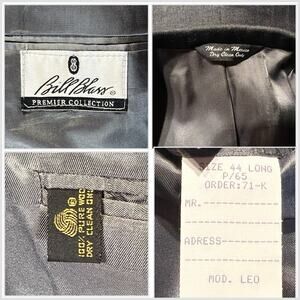 Bill Blass®
PREMIER COLLECTION
Made in Mexico
Dry Clean Only
100% PURE WOOL
DRY CLEAN ONLY
SIZE 44 LONG
P/65
ORDER:71-K
MR.
ADRESS
MOD. LEO